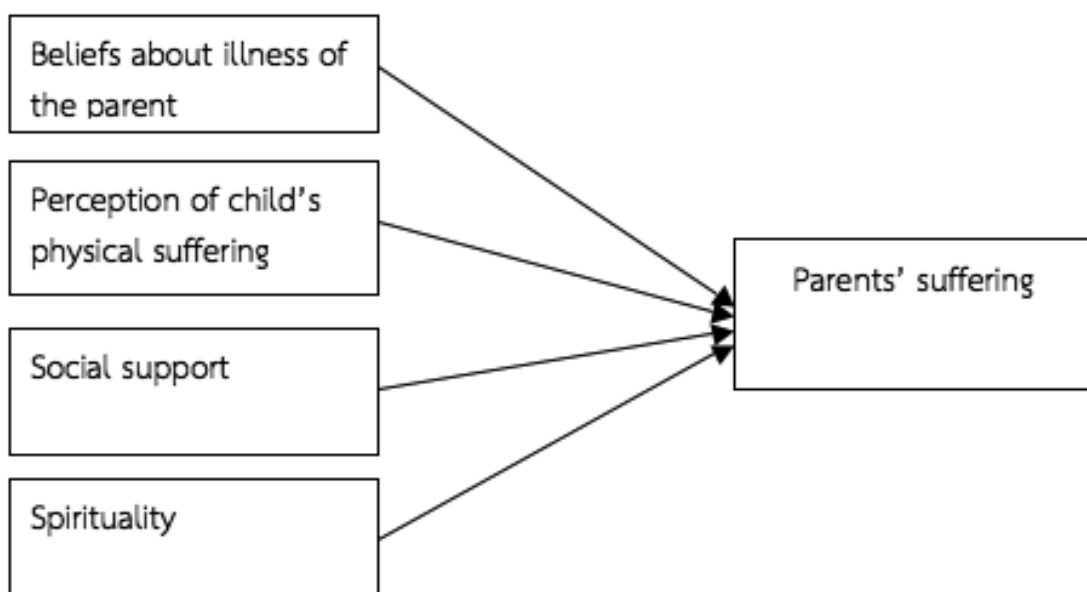 Beliefs about illness of
the parent
Perception of child's
physical suffering
Parents' suffering
Social support
Spirituality